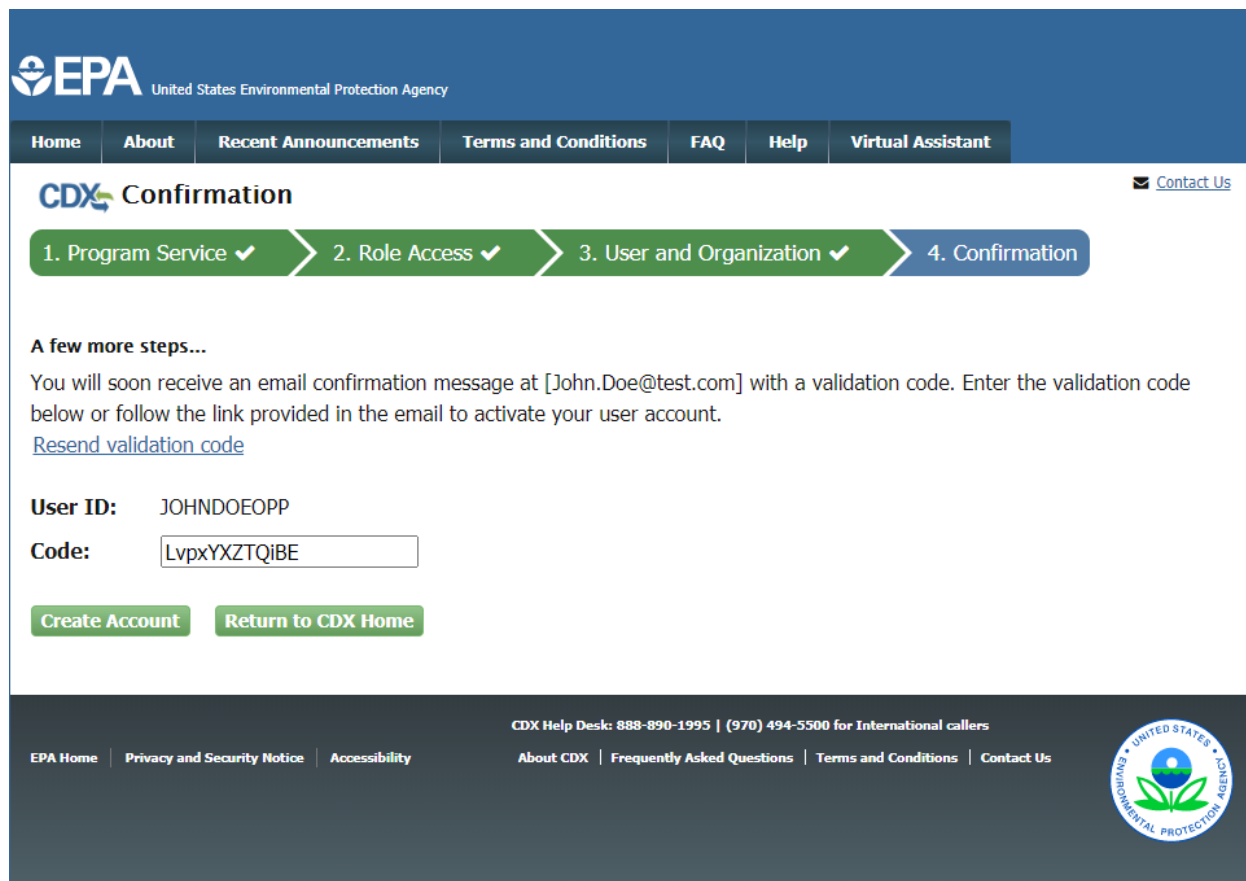 EPA United States Environmental Protection Agency
Home About Recent Announcements Terms and Conditions FAQ Help Virtual Assistant
Contact Us
CDX Confirmation
1. Program Service ✔ 2. Role Access ✔ 3. User and Organization ✔ 4. Confirmation
A few more steps...
You will soon receive an email confirmation message at [John.Doe@test.com] with a validation code. Enter the validation code
below or follow the link provided in the email to activate your user account.
Resend validation code
User ID: JOHNDOEOPP
Code: LvpxYXZTQiBE
Create Account Return to CDX Home
CDX Help Desk: 888-890-1995 | (970) 494-5500 for International callers
EPA Home | Privacy and Security Notice | Accessibility About CDX | Frequently Asked Questions | Terms and Conditions | Contact Us
UNITED STATES
ENVIRONMENTAL PROTECTION AGENCY